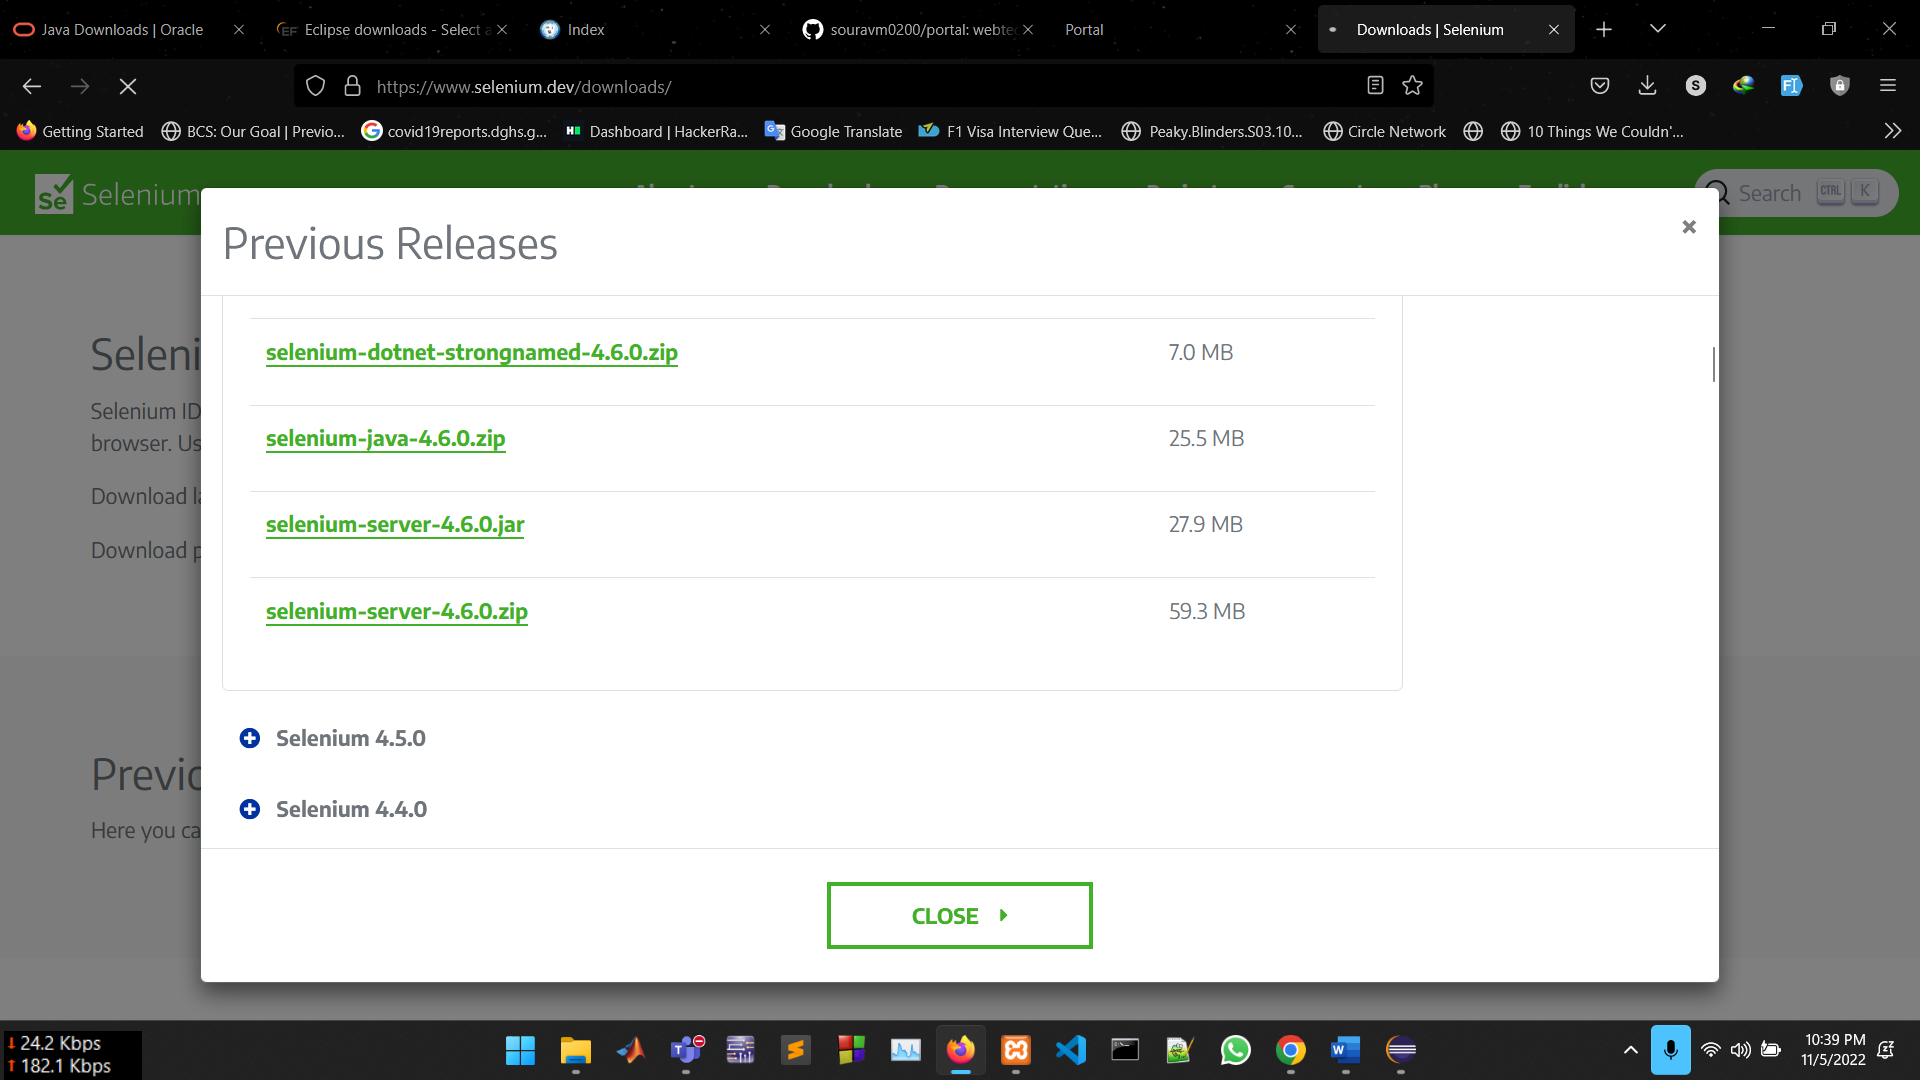 Java Downloads | Oracle
Eclipse downloads - Select a
Index
souravm0200/portal: webtec
Portal
Downloads | Selenium
https://www.selenium.dev/downloads/
Getting Started
BCS: Our Goal | Previo...
covid19reports.dghs.g...
Dashboard | HackerRa...
Google Translate
F1 Visa Interview Que...
Peaky.Blinders.S03.10...
Circle Network
10 Things We Couldn'...
Se
Selenium
Search
CTRL
K
Previous Releases
selenium-dotnet-strongnamed-4.6.0.zip 7.0 MB
Seleni
Selenium ID
browser. Us
selenium-java-4.6.0.zip 25.5 MB
Download la
selenium-server-4.6.0.jar 27.9 MB
Download p
selenium-server-4.6.0.zip 59.3 MB
Selenium 4.5.0
Previo
Selenium 4.4.0
Here you ca
CLOSE
24.2 Kbps
182.1 Kbps
10:39 PM
11/5/2022